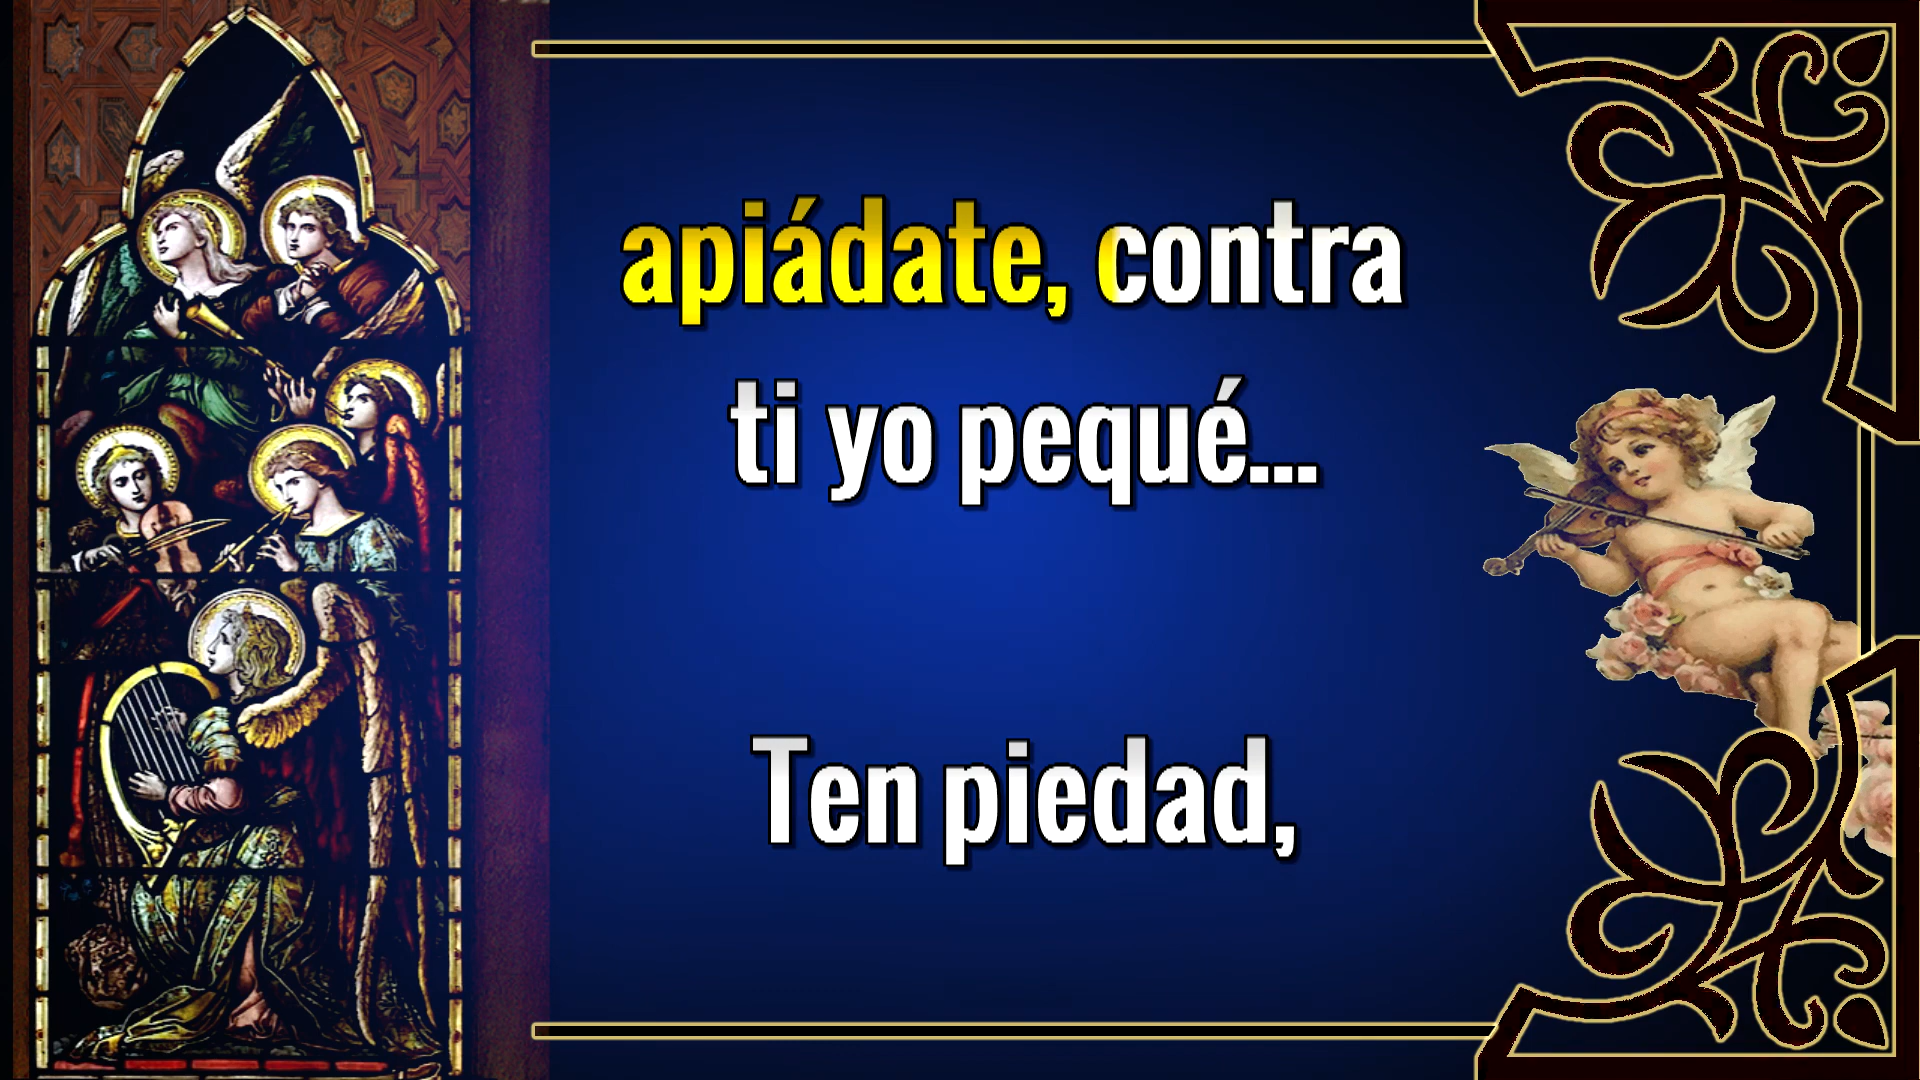 apiádate, contra
ti yo pequé...
Ten piedad,